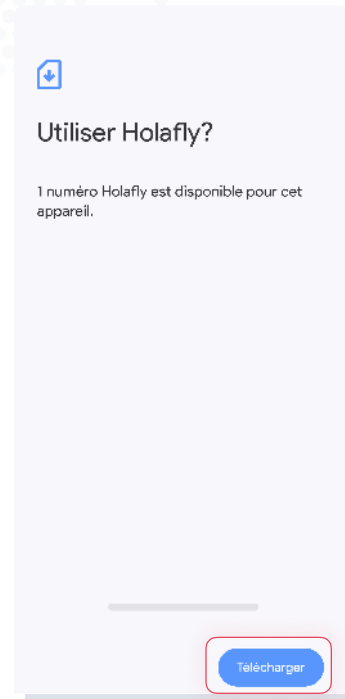 Utiliser Holafly?
1 numéro Holafly est disponible pour cet
appareil.
Télécharger